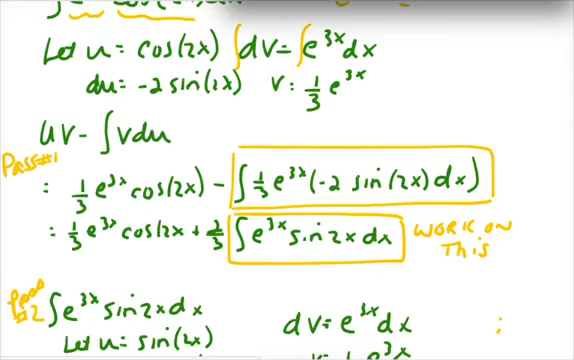 Let u = cos(2x) ∫dv = ∫e^{3x}dx
du = -2 sin(2x) v: 1/3 e^{3x}
uv - ∫vdu
Pass#1
= 1/3 e^{3x} cos(2x) - ∫1/3 e^{3x}(-2 sin(2x)dx)
= 1/3 e^{3x} cos(2x + 2/3 ∫e^{3x} sin 2x dx WORK ON THIS
Pass #2 ∫e^{3x} sin 2x dx dv = e^{3x} dx
Let u = sin(2x)